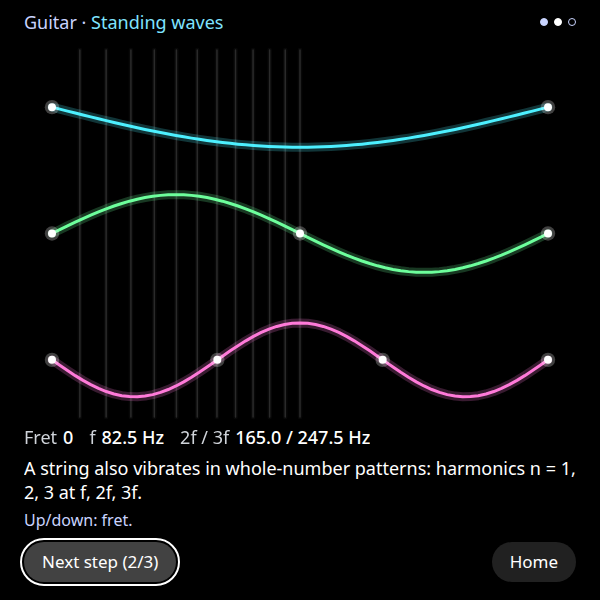 Guitar · Standing waves
Fret 0 f 82.5 Hz 2f / 3f 165.0 / 247.5 Hz
A string also vibrates in whole-number patterns: harmonics n = 1,
2, 3 at f, 2f, 3f.
Up/down: fret.
Next step (2/3)
Home